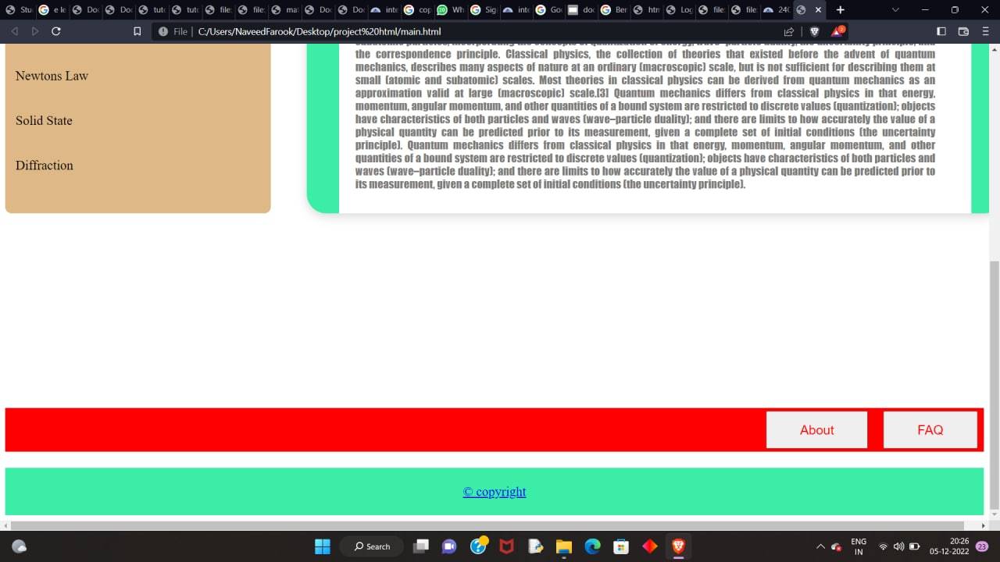 Stu
e le
Do
Do
tut
tut
file
file
ma
Do
Do
inte
cop
Wh
Sig
inte
Go
doc
Ber
htn
Log
file
file
240
File
C:/Users/NaveedFarook/Desktop/project%20html/main.html
2
Newtons Law
Solid State
Diffraction
the correspondence principle. Classical physics, the collection of theories that existed before the advent of quantum
mechanics, describes many aspects of nature at an ordinary (macroscopic) scale, but is not sufficient for describing them at
small (atomic and subatomic) scales. Most theories in classical physics can be derived from quantum mechanics as an
approximation valid at large (macroscopic) scale.[3] Quantum mechanics differs from classical physics in that energy,
momentum, angular momentum, and other quantities of a bound system are restricted to discrete values (quantization); objects
have characteristics of both particles and waves (wave–particle duality); and there are limits to how accurately the value of a
physical quantity can be predicted prior to its measurement, given a complete set of initial conditions (the uncertainty
principle). Quantum mechanics differs from classical physics in that energy, momentum, angular momentum, and other
quantities of a bound system are restricted to discrete values (quantization); objects have characteristics of both particles and
waves (wave–particle duality); and there are limits to how accurately the value of a physical quantity can be predicted prior to
its measurement, given a complete set of initial conditions (the uncertainty principle).
About
FAQ
© copyright
Search
ENG
IN
20:26
05-12-2022
23